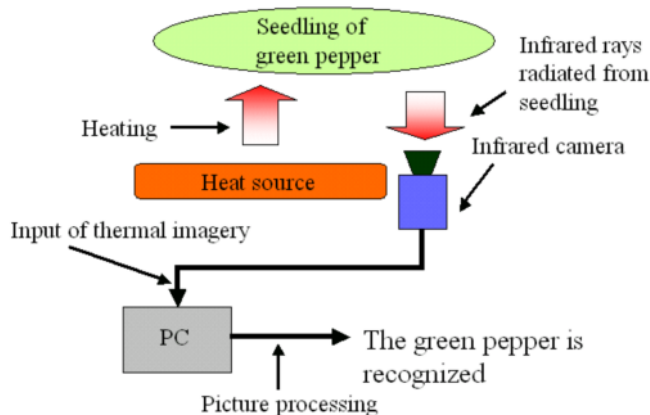 Seedling of
green pepper
Infrared rays
radiated from
seedling
Heating
Infrared camera
Heat source
Input of thermal imagery
PC
The green pepper is
recognized
Picture processing